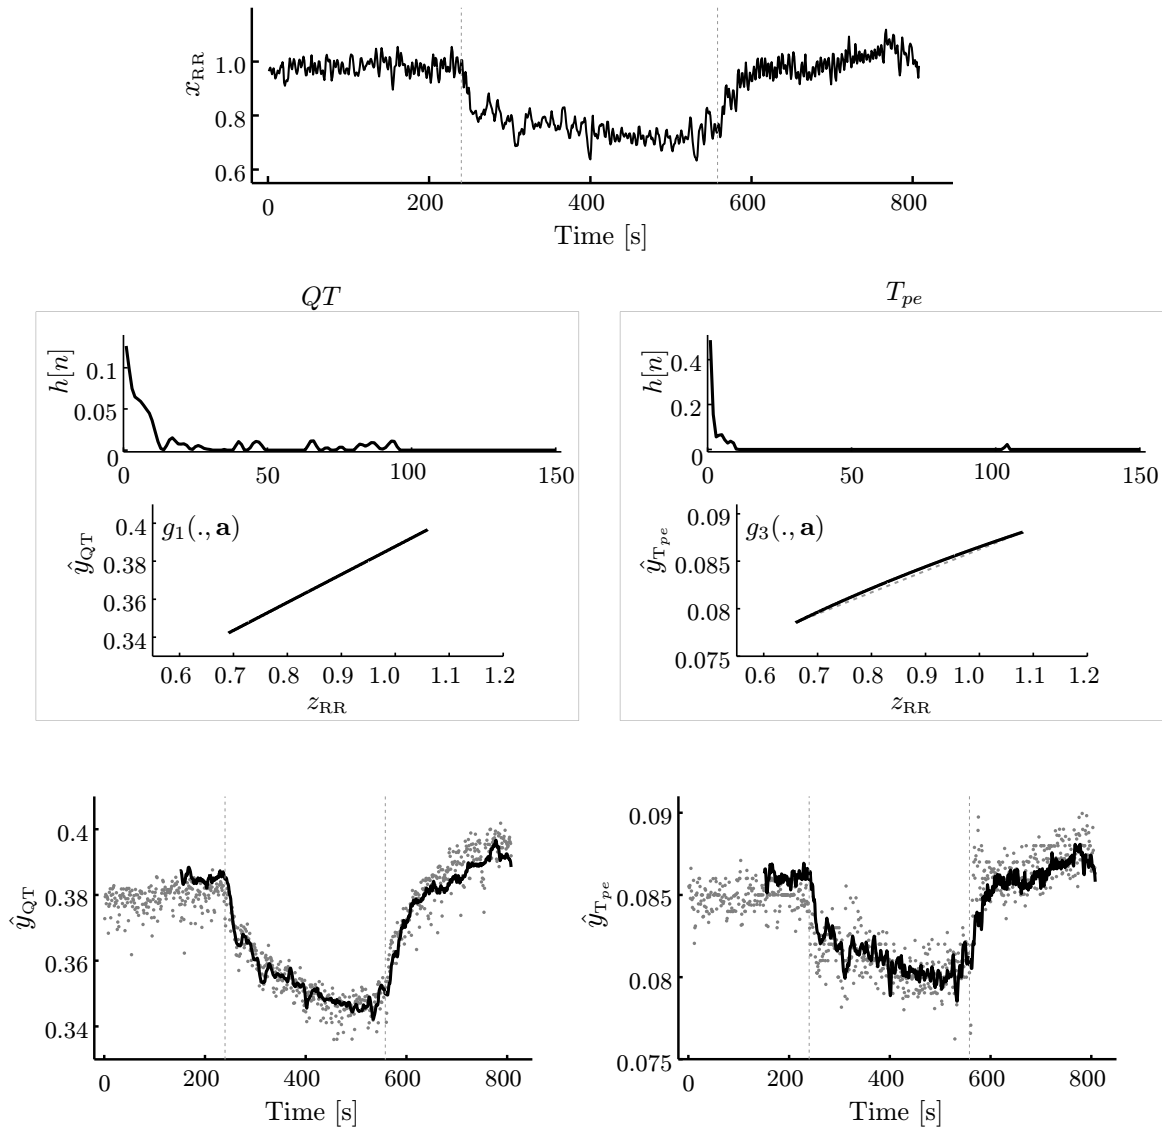 x_RR
1.0
0.8
0.6
0 200 400 600 800
Time [s]
QT
T_pe
h[n]
0.1
0.05
0
0 50 100 150
h[n]
0.4
0.2
0
0 50 100 150
g_1(., a)
ŷ_QT
0.4
0.38
0.36
0.34
0.6 0.7 0.8 0.9 1.0 1.1 1.2
z_RR
g_3(., a)
ŷ_T_pe
0.09
0.085
0.08
0.075
0.6 0.7 0.8 0.9 1.0 1.1 1.2
z_RR
ŷ_QT
0.4
0.38
0.36
0.34
0 200 400 600 800
Time [s]
ŷ_T_pe
0.09
0.085
0.08
0.075
0 200 400 600 800
Time [s]